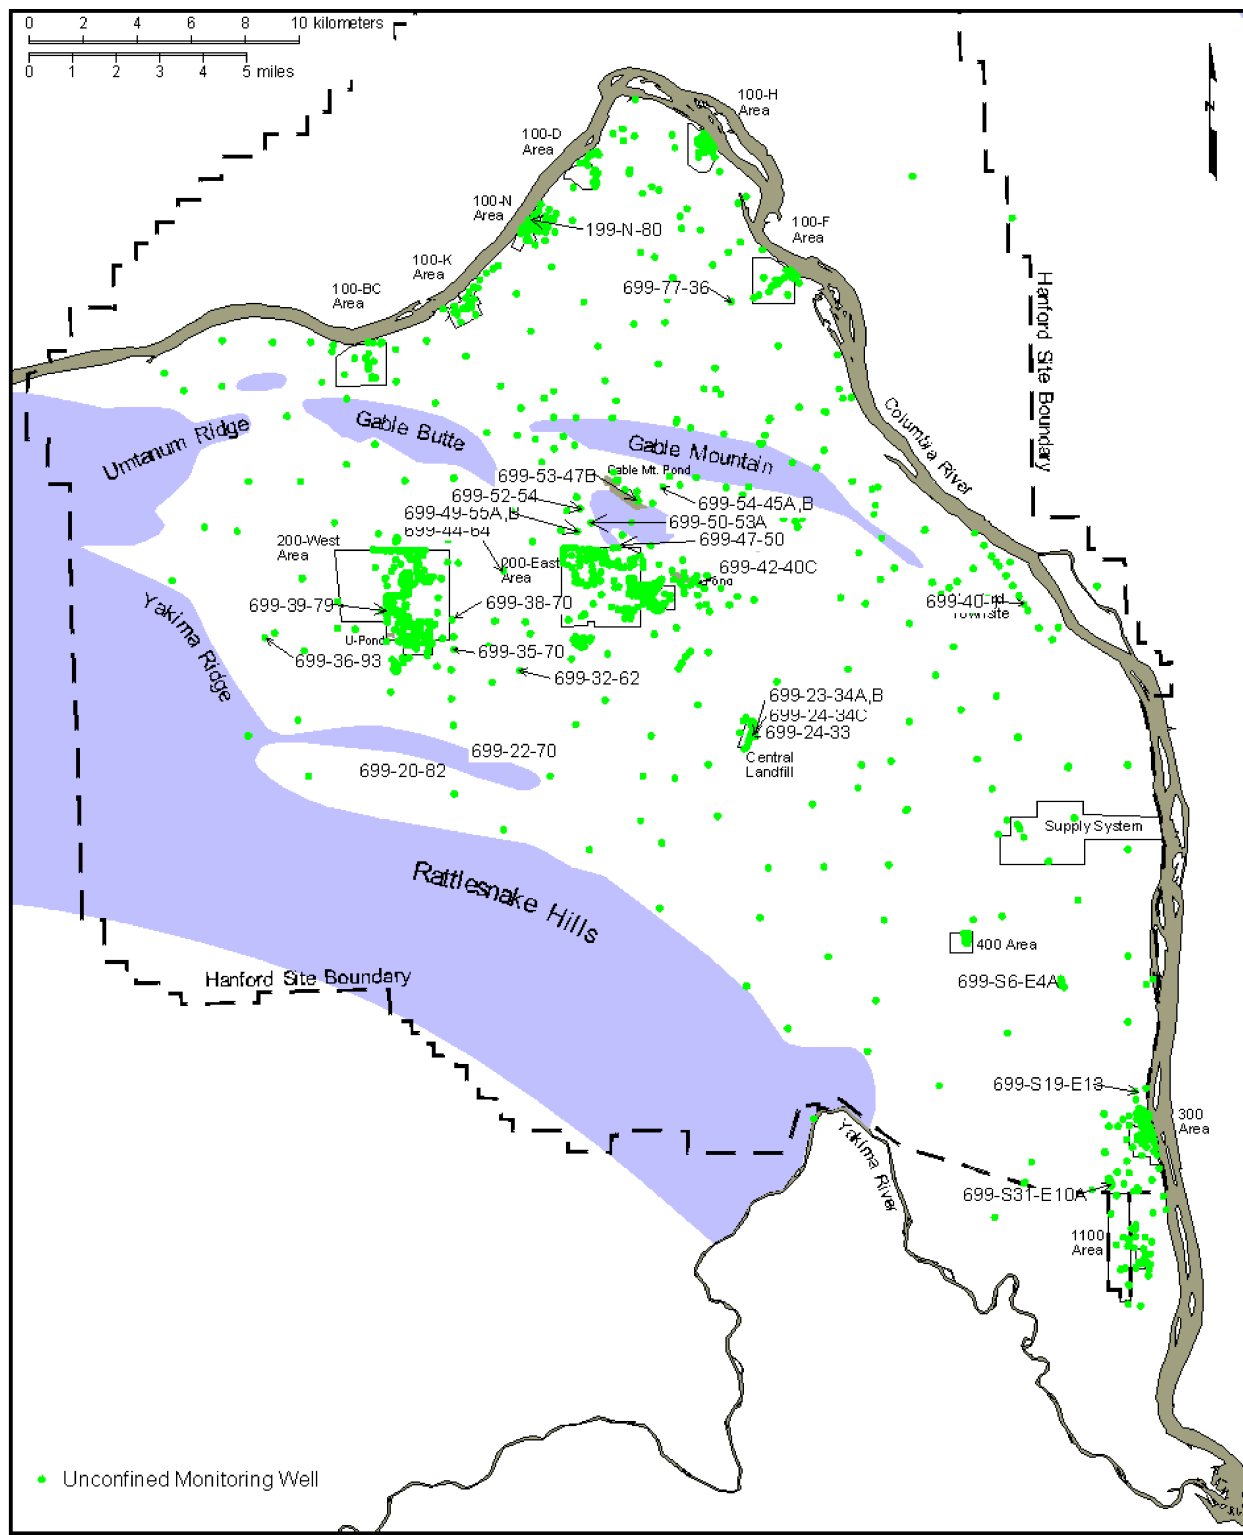 0 2 4 6 8 10 kilometers
0 1 2 3 4 5 miles
N
100-H
Area
100-D
Area
100-N
Area
199-N-80
100-F
Area
100-K
Area
100-BC
Area
699-77-36
Hanford Site Boundary
Columbia River
Umtanum Ridge
Gable Butte
Gable Mountain
Gable Mt. Pond
699-53-47B
699-52-54
699-54-45A,B
699-49-55A,B
699-50-53A
699-44-64
699-47-50
200-West
Area
200-East
Area
699-42-40C
Pond
699-39-79
699-38-70
699-40-1
Townsite
U-Pond
699-36-93
699-35-70
699-32-62
Yakima Ridge
699-23-34A,B
699-24-34C
699-24-33
Central
Landfill
699-22-70
699-20-82
Supply System
Rattlesnake Hills
400 Area
Hanford Site Boundary
699-S6-E4A
699-S19-E13
300
Area
Yakima River
699-S31-E10A
1100
Area
Unconfined Monitoring Well